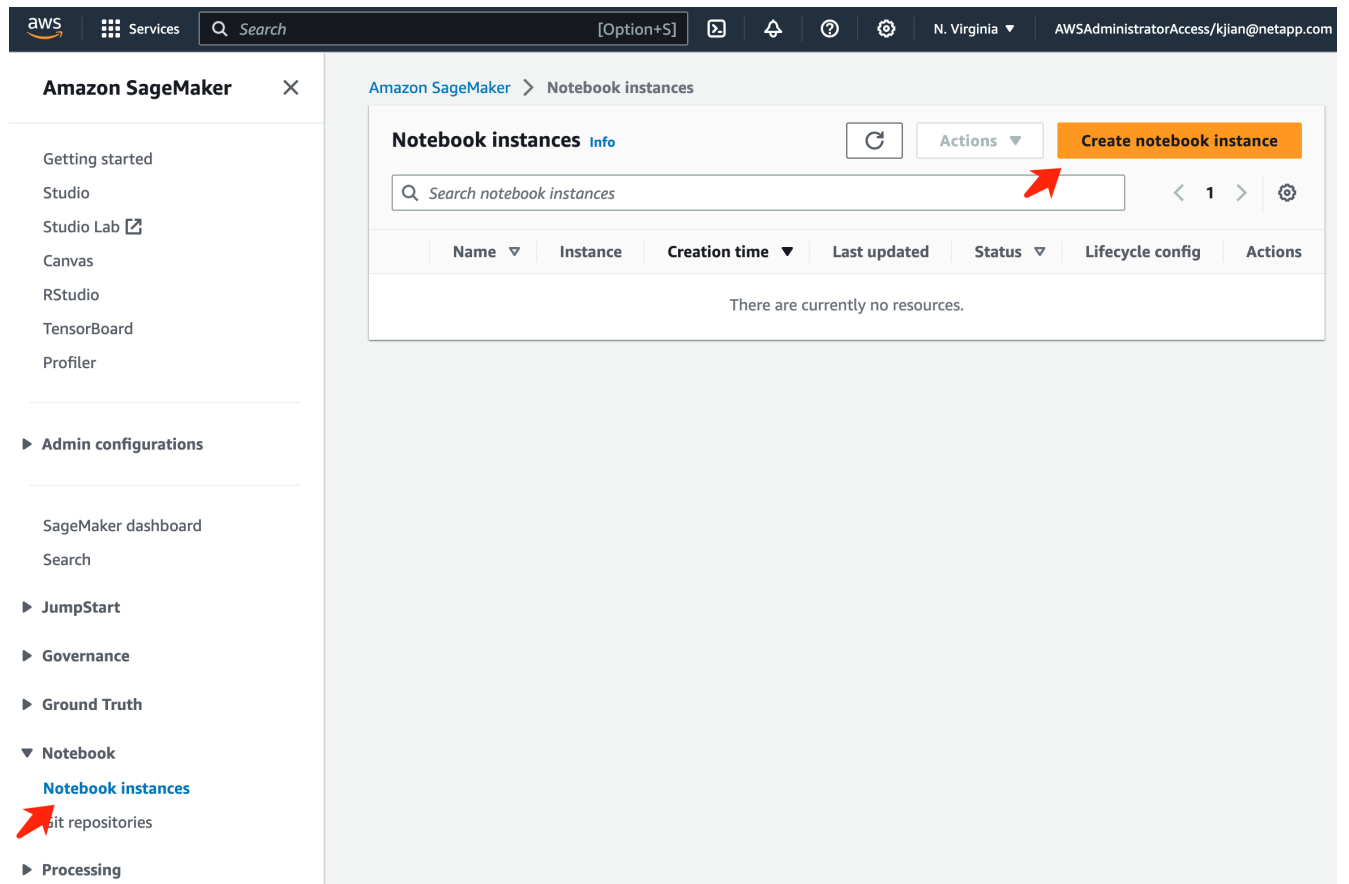 aws
Services
Search [Option+S]
N. Virginia
AWSAdministratorAccess/kjian@netapp.com
Amazon SageMaker
Getting started
Studio
Studio Lab
Canvas
RStudio
TensorBoard
Profiler
Admin configurations
SageMaker dashboard
Search
JumpStart
Governance
Ground Truth
Notebook
Notebook instances
Git repositories
Processing
Amazon SageMaker > Notebook instances
Notebook instances Info
Actions
Create notebook instance
Search notebook instances
1
Name Instance Creation time Last updated Status Lifecycle config Actions
There are currently no resources.